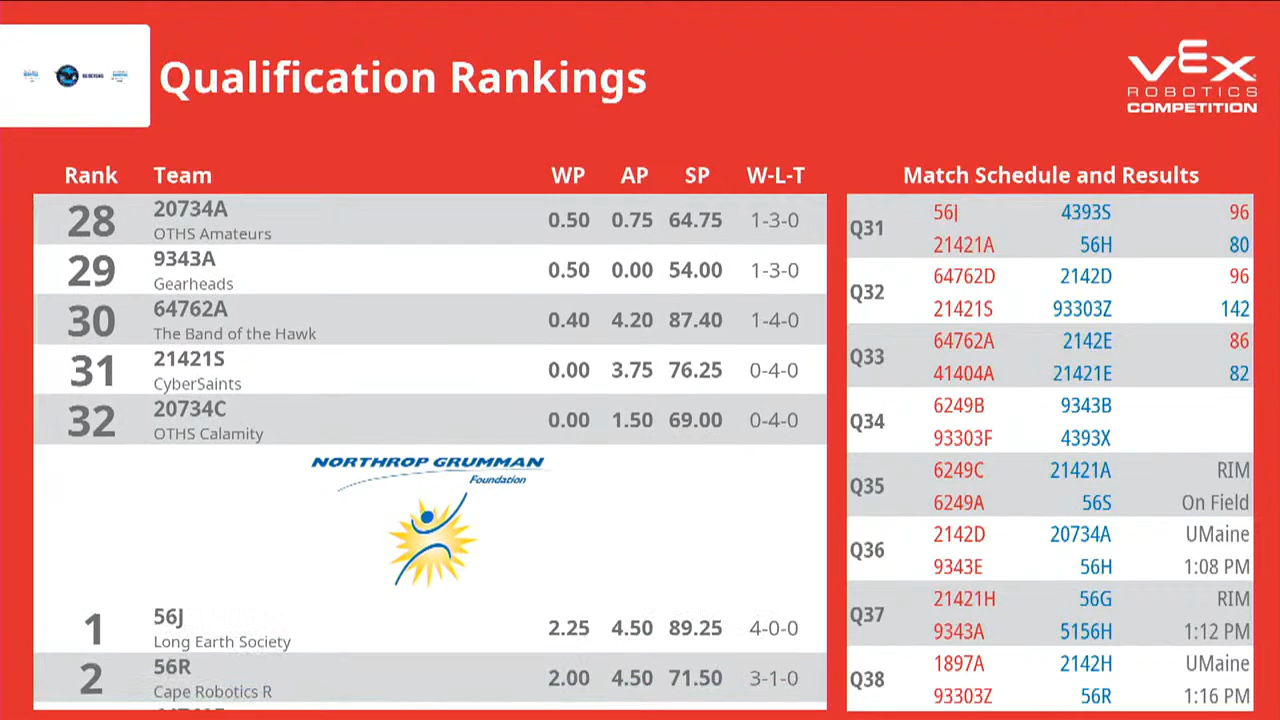 Qualification Rankings
VEX
ROBOTICS
COMPETITION
Rank Team WP AP SP W-L-T
28 20734A 0.50 0.75 64.75 1-3-0
OTHS Amateurs
29 9343A 0.50 0.00 54.00 1-3-0
Gearheads
30 64762A 0.40 4.20 87.40 1-4-0
The Band of the Hawk
31 21421S 0.00 3.75 76.25 0-4-0
CyberSaints
32 20734C 0.00 1.50 69.00 0-4-0
OTHS Calamity
NORTHROP GRUMMAN
Foundation
1 56J 2.25 4.50 89.25 4-0-0
Long Earth Society
2 56R 2.00 4.50 71.50 3-1-0
Cape Robotics R
Match Schedule and Results
Q31 56J 4393S 96
21421A 56H 80
Q32 64762D 2142D 96
21421S 93303Z 142
Q33 64762A 2142E 86
41404A 21421E 82
Q34 6249B 9343B
93303F 4393X
Q35 6249C 21421A RIM
6249A 56S On Field
Q36 2142D 20734A UMaine
9343E 56H 1:08 PM
Q37 21421H 56G RIM
9343A 5156H 1:12 PM
Q38 1897A 2142H UMaine
93303Z 56R 1:16 PM